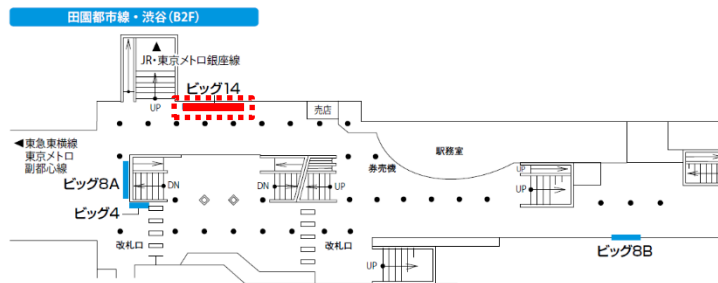 田園都市線・渋谷(B2F)
JR・東京メトロ銀座線
UP
ビッグ14
売店
◀東急東横線
東京メトロ
副都心線
駅務室
券売機
ビッグ8A
DN
DN
UP
UP
UP
ビッグ4
改札口
改札口
ビッグ8B
UP